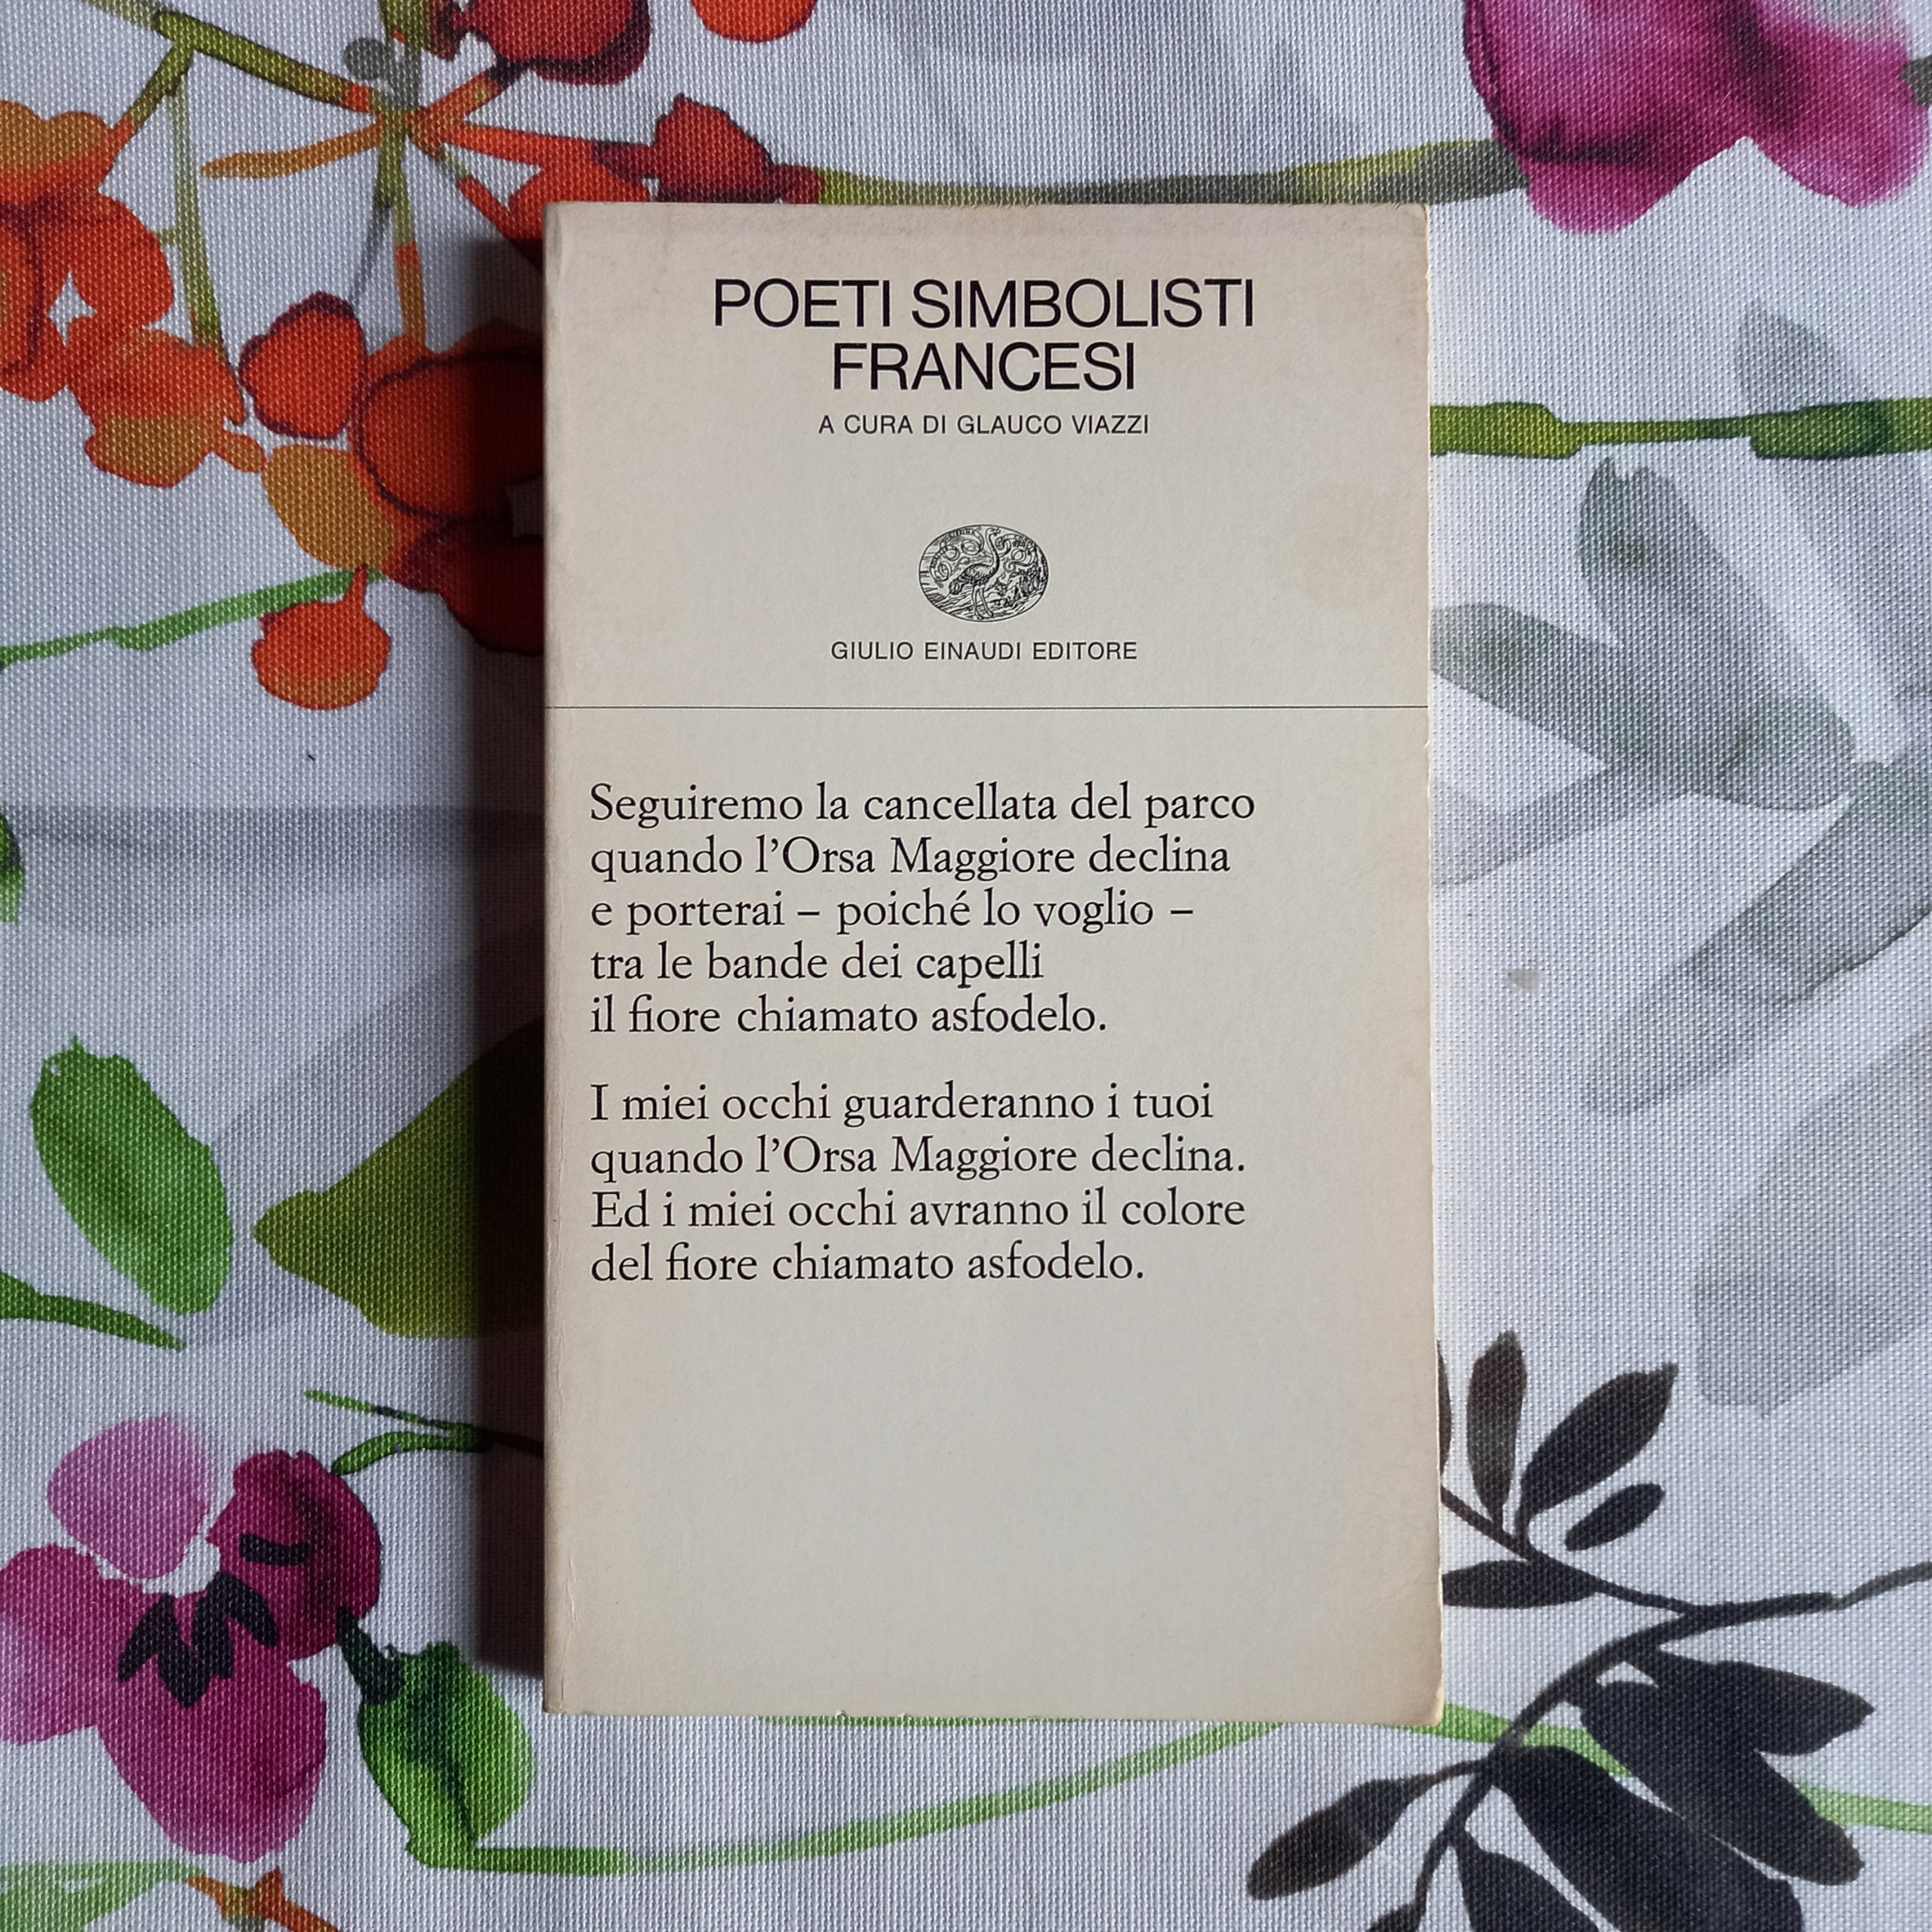 POETI SIMBOLISTI
FRANCESI
A CURA DI GLAUCO VIAZZI
GIULIO EINAUDI EDITORE
Seguiremo la cancellata del parco
quando l’Orsa Maggiore declina
e porterai – poiché lo voglio –
tra le bande dei capelli
il fiore chiamato asfodelo.
I miei occhi guarderanno i tuoi
quando l’Orsa Maggiore declina.
Ed i miei occhi avranno il colore
del fiore chiamato asfodelo.